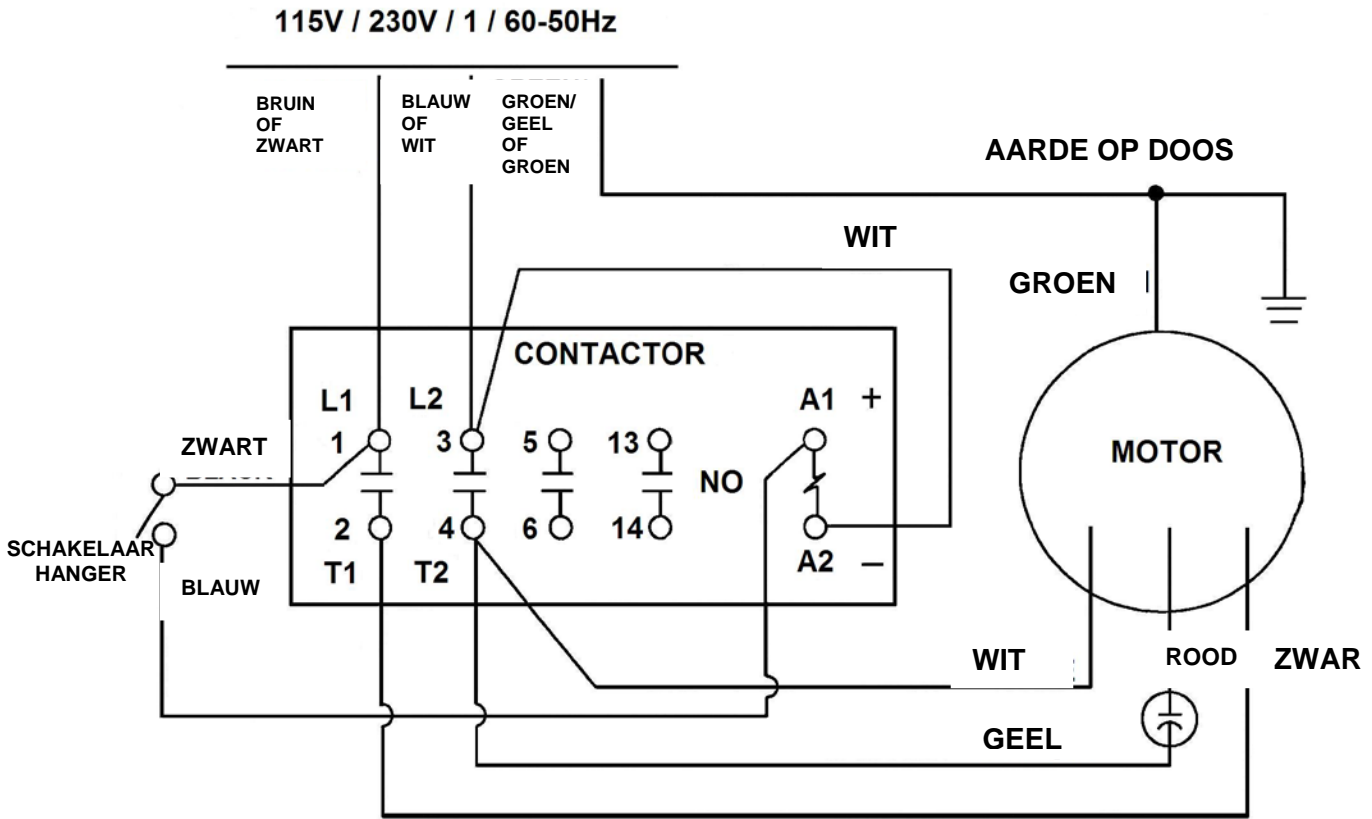 115V / 230V / 1 / 60-50Hz
BRUIN
OF
ZWART
BLAUW
OF
WIT
GROEN/
GEEL
OF
GROEN
AARDE OP DOOS
WIT
GROEN
CONTACTOR
L1 L2 A1 +
1 3 5 13
ZWART
NO
MOTOR
2 4 6 14
SCHAKELAAR
HANGER
T1 T2 A2 –
BLAUW
WIT
ROOD
ZWAR
GEEL